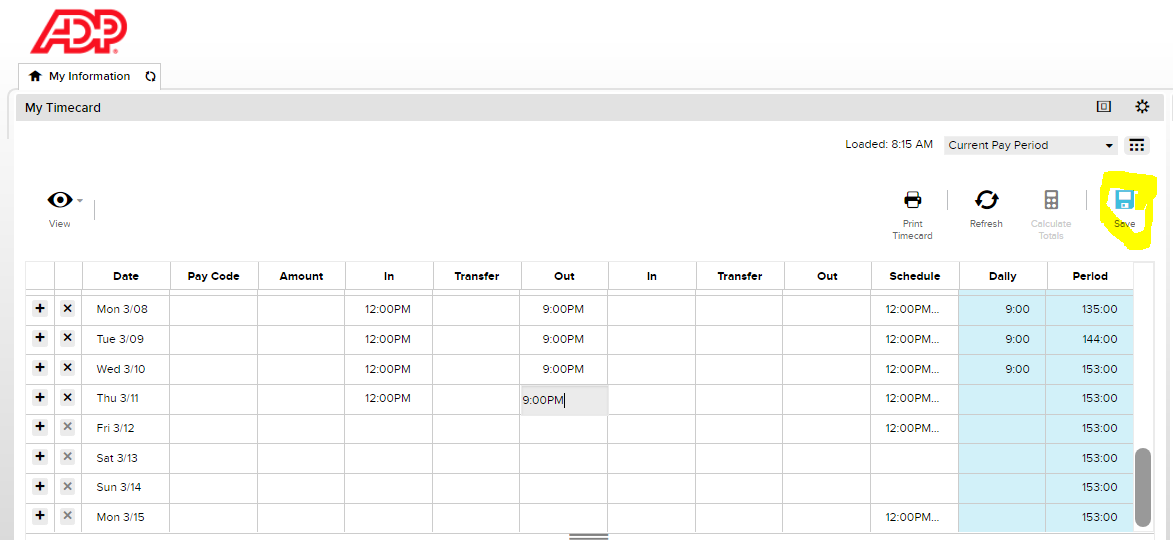 ADP
My Information
My Timecard
Loaded: 8:15 AM Current Pay Period
View Print Timecard Refresh Calculate Totals Save
Date Pay Code Amount In Transfer Out In Transfer Out Schedule Daily Period
Mon 3/08 12:00PM 9:00PM 12:00PM... 9:00 135:00
Tue 3/09 12:00PM 9:00PM 12:00PM... 9:00 144:00
Wed 3/10 12:00PM 9:00PM 12:00PM... 9:00 153:00
Thu 3/11 12:00PM 9:00PM 12:00PM... 153:00
Fri 3/12 12:00PM... 153:00
Sat 3/13 153:00
Sun 3/14 153:00
Mon 3/15 12:00PM... 153:00